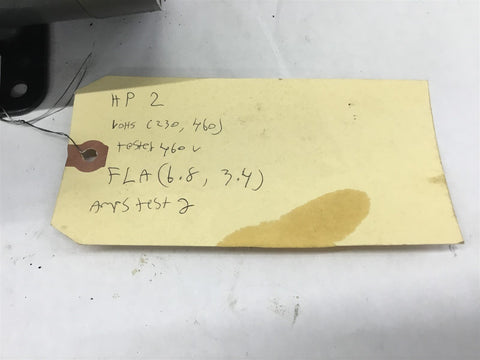 HP 2
volts (230, 460)
tested 460 v
FLA (6.8, 3.4)
Amps test 2